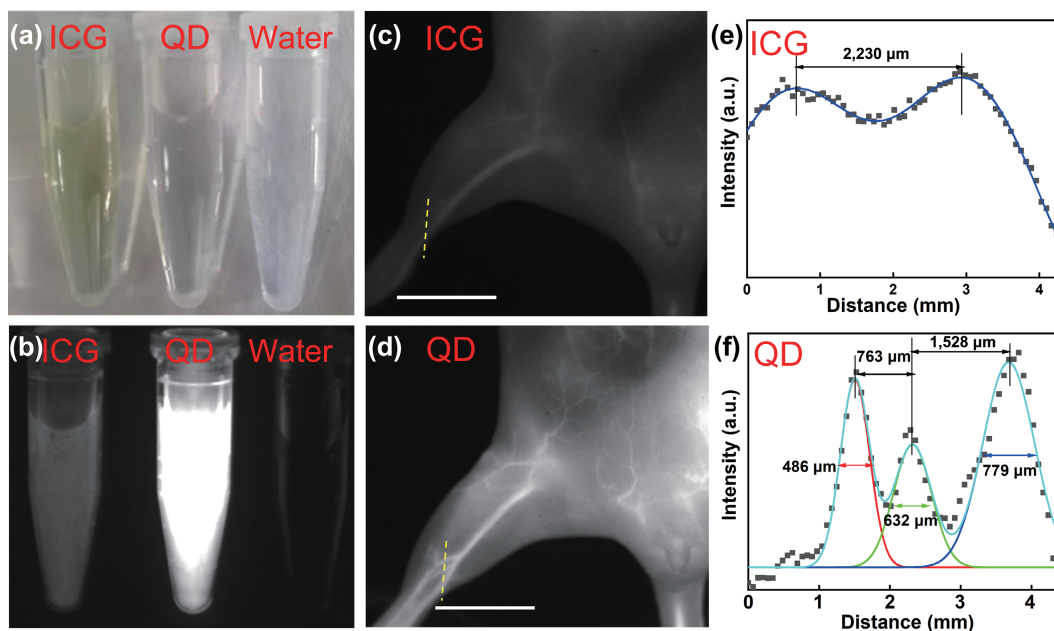 (a) ICG QD Water
(b) ICG QD Water
(c) ICG
(d) QD
(e) ICG
2,230 µm
Intensity (a.u.)
0 1 2 3 4
Distance (mm)
(f) QD
1,528 µm
763 µm
486 µm
779 µm
632 µm
Intensity (a.u.)
0 1 2 3 4
Distance (mm)